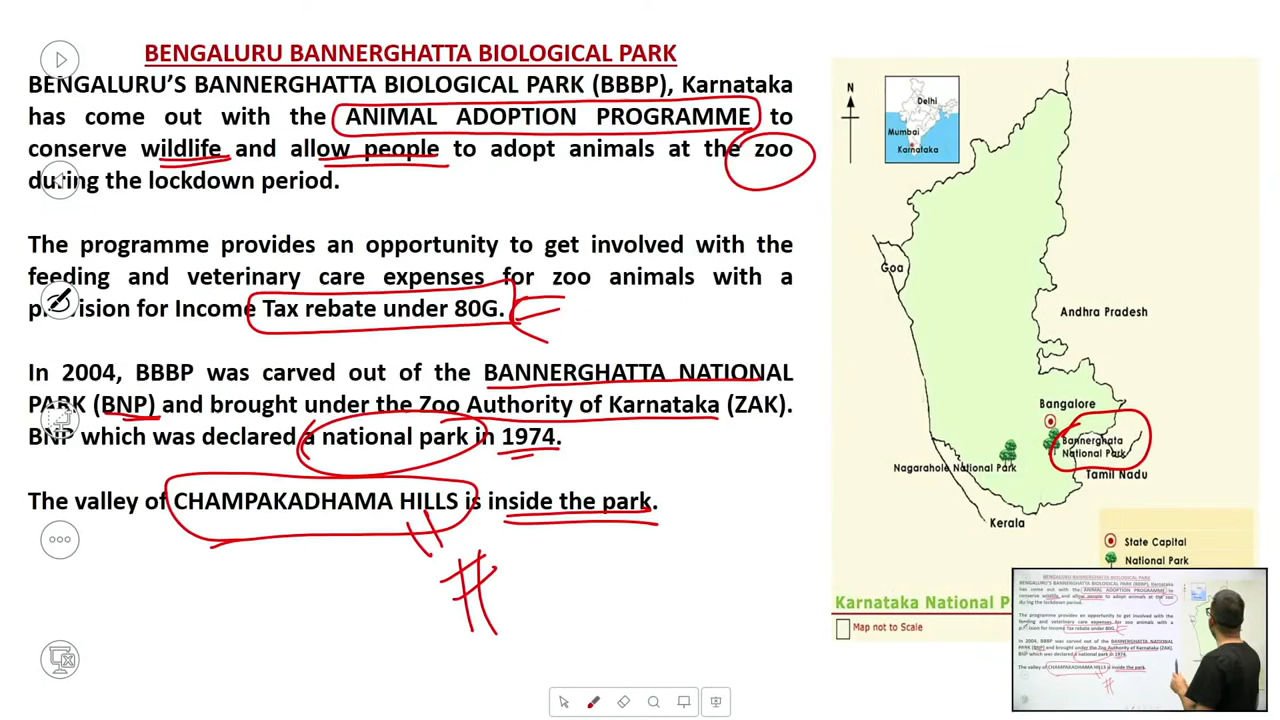 BENGALURU BANNERGHATTA BIOLOGICAL PARK
BENGALURU'S BANNERGHATTA BIOLOGICAL PARK (BBBP), Karnataka
has come out with the ANIMAL ADOPTION PROGRAMME to
conserve wildlife and allow people to adopt animals at the zoo
during the lockdown period.
The programme provides an opportunity to get involved with the
feeding and veterinary care expenses for zoo animals with a
provision for Income Tax rebate under 80G.
In 2004, BBBP was carved out of the BANNERGHATTA NATIONAL
PARK (BNP) and brought under the Zoo Authority of Karnataka (ZAK).
BNP which was declared a national park in 1974.
The valley of CHAMPAKADHAMA HILLS is inside the park.
#
N
Delhi
Mumbai
Karnataka
Goa
Andhra Pradesh
Bangalore
Bannerghata
National Park
Nagarahole National Park
Tamil Nadu
Kerala
State Capital
National Park
Karnataka National P
Map not to Scale